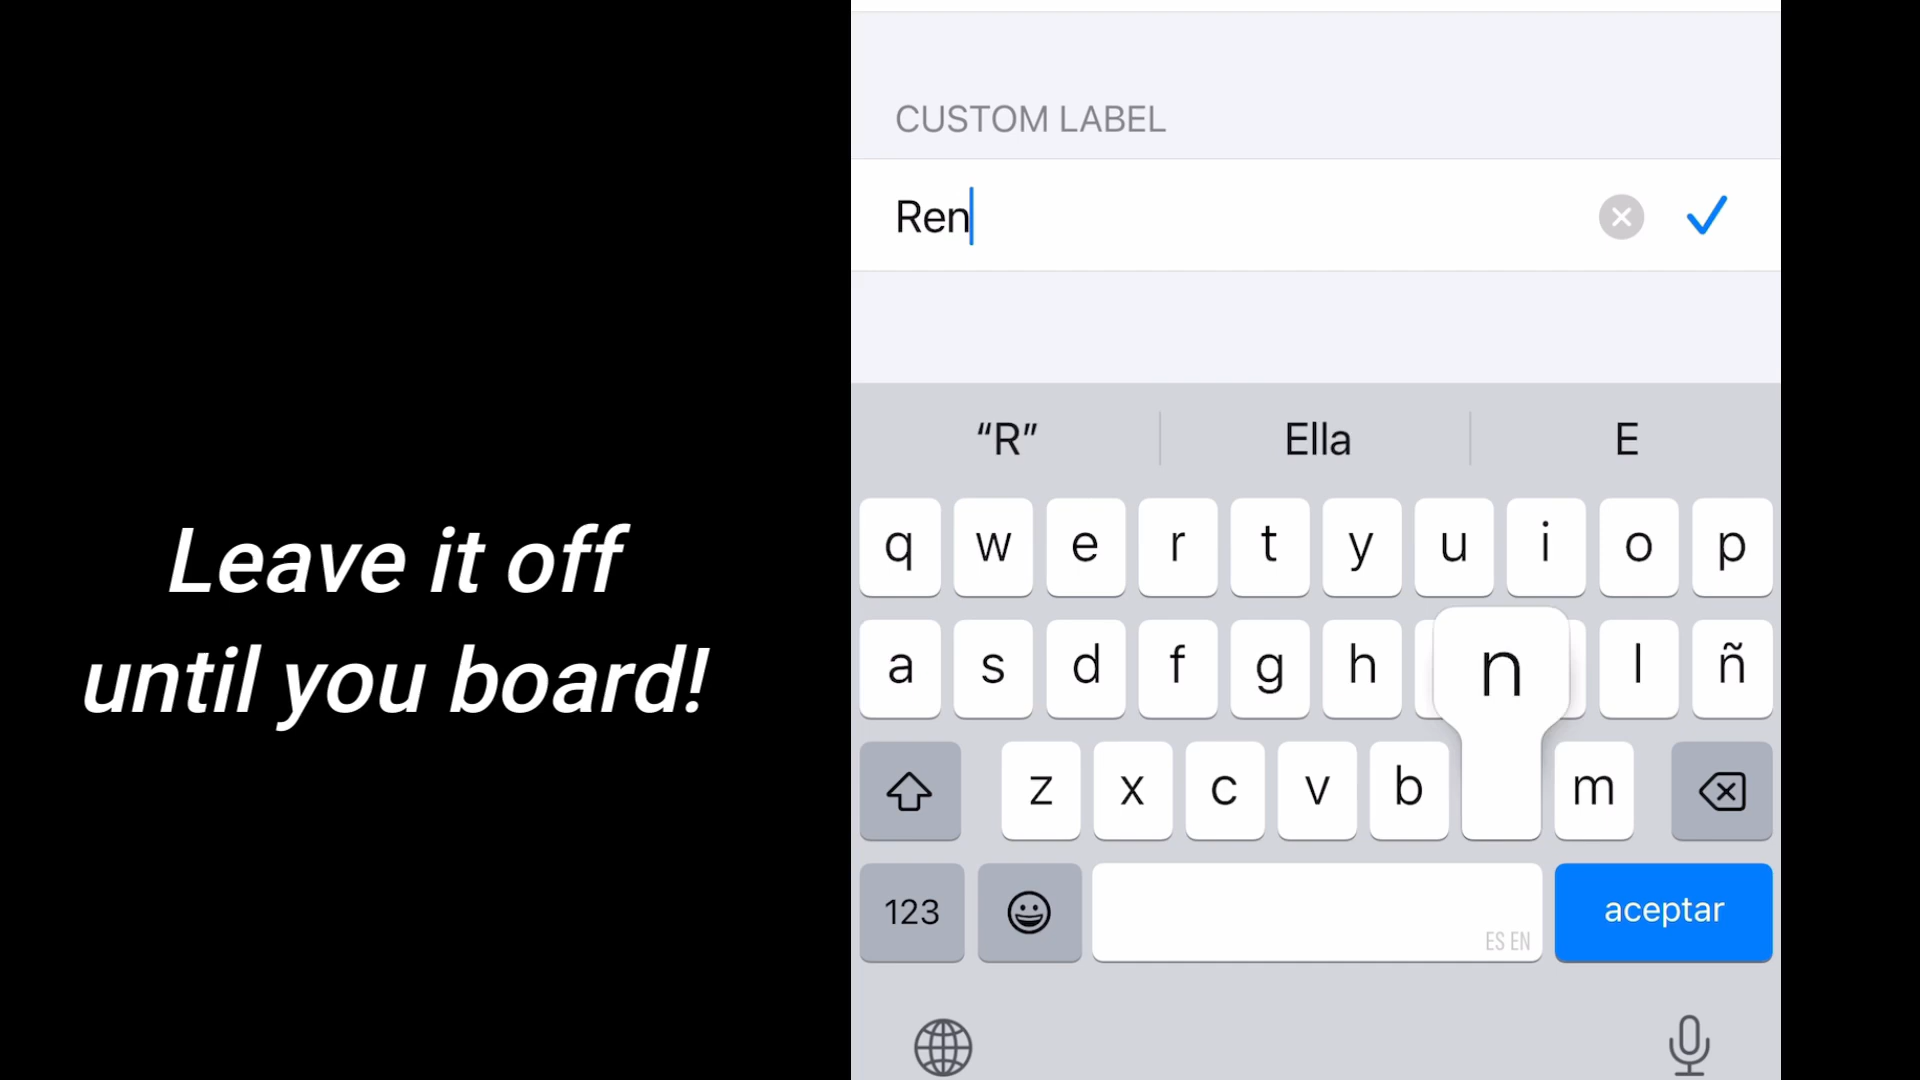 Leave it off
until you board!
CUSTOM LABEL
Ren
“R” Ella E
q w e r t y u i o p
a s d f g h n l ñ
z x c v b m
123 ES EN aceptar